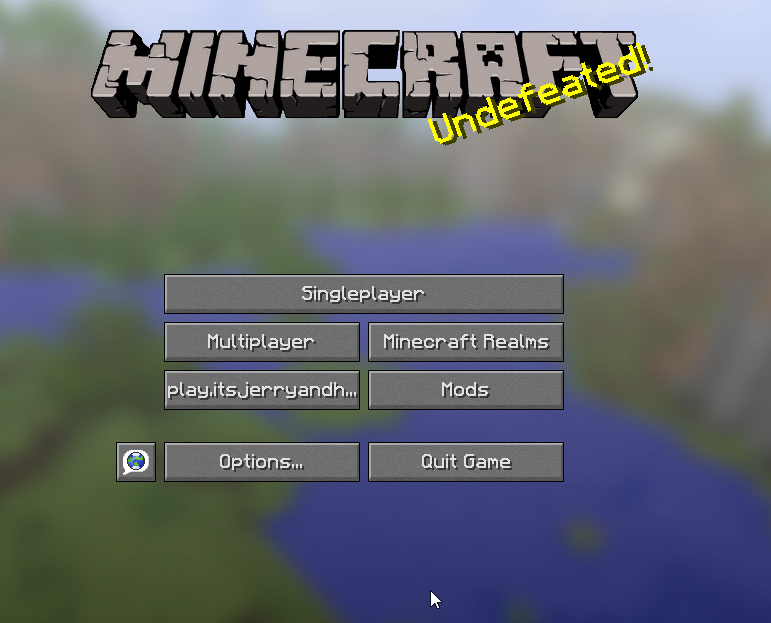 MINECRAFT
Undefeated!
Singleplayer
Multiplayer
Minecraft Realms
play.itsjerryandh...
Mods
Options...
Quit Game